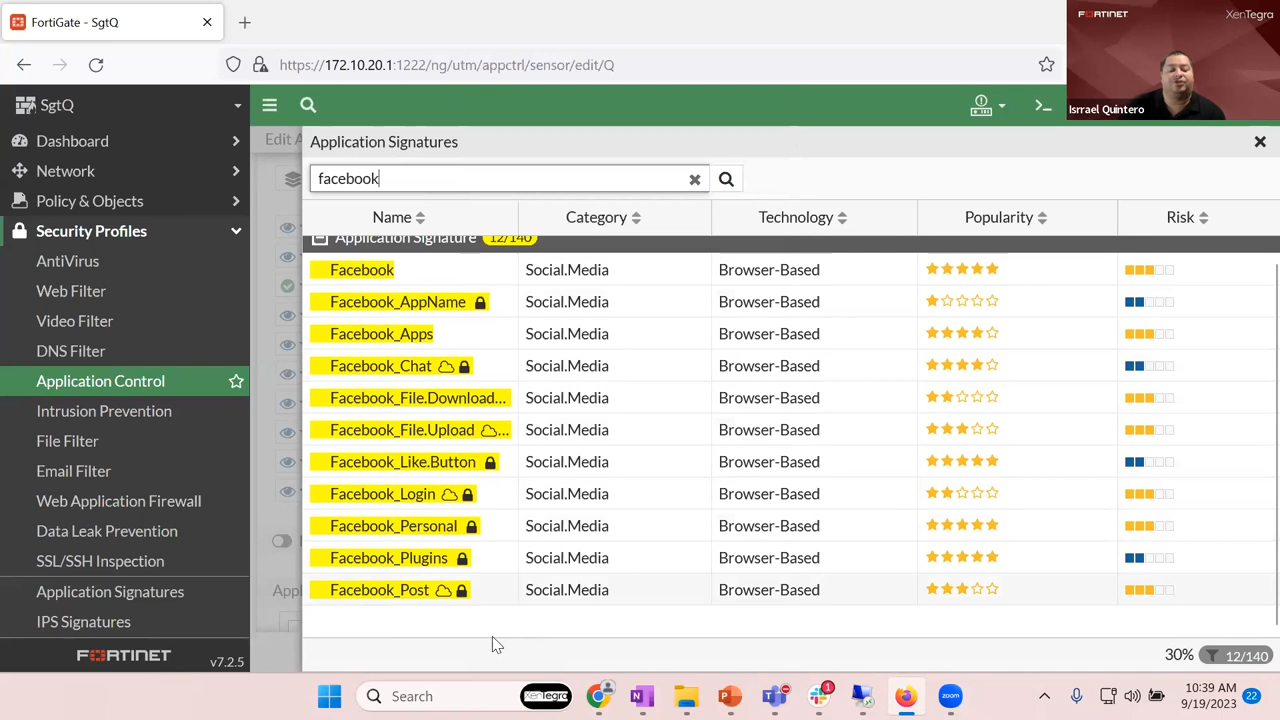 FortiGate - SgtQ
https://172.10.20.1:1222/ng/utm/appctrl/sensor/edit/Q
FORTINET
XenTegra
Isrrael Quintero
SgtQ
Dashboard
Network
Policy & Objects
Security Profiles
AntiVirus
Web Filter
Video Filter
DNS Filter
Application Control
Intrusion Prevention
File Filter
Email Filter
Web Application Firewall
Data Leak Prevention
SSL/SSH Inspection
Application Signatures
IPS Signatures
FORTINET
v7.2.5
Edit A
App
Application Signatures
facebook
Name Category Technology Popularity Risk
Application Signature 12/140
Facebook Social.Media Browser-Based
Facebook_AppName Social.Media Browser-Based
Facebook_Apps Social.Media Browser-Based
Facebook_Chat Social.Media Browser-Based
Facebook_File.Download... Social.Media Browser-Based
Facebook_File.Upload ... Social.Media Browser-Based
Facebook_Like.Button Social.Media Browser-Based
Facebook_Login Social.Media Browser-Based
Facebook_Personal Social.Media Browser-Based
Facebook_Plugins Social.Media Browser-Based
Facebook_Post Social.Media Browser-Based
30% 12/140
Search
XenTegra
1
10:39 AM
9/19/2023
22